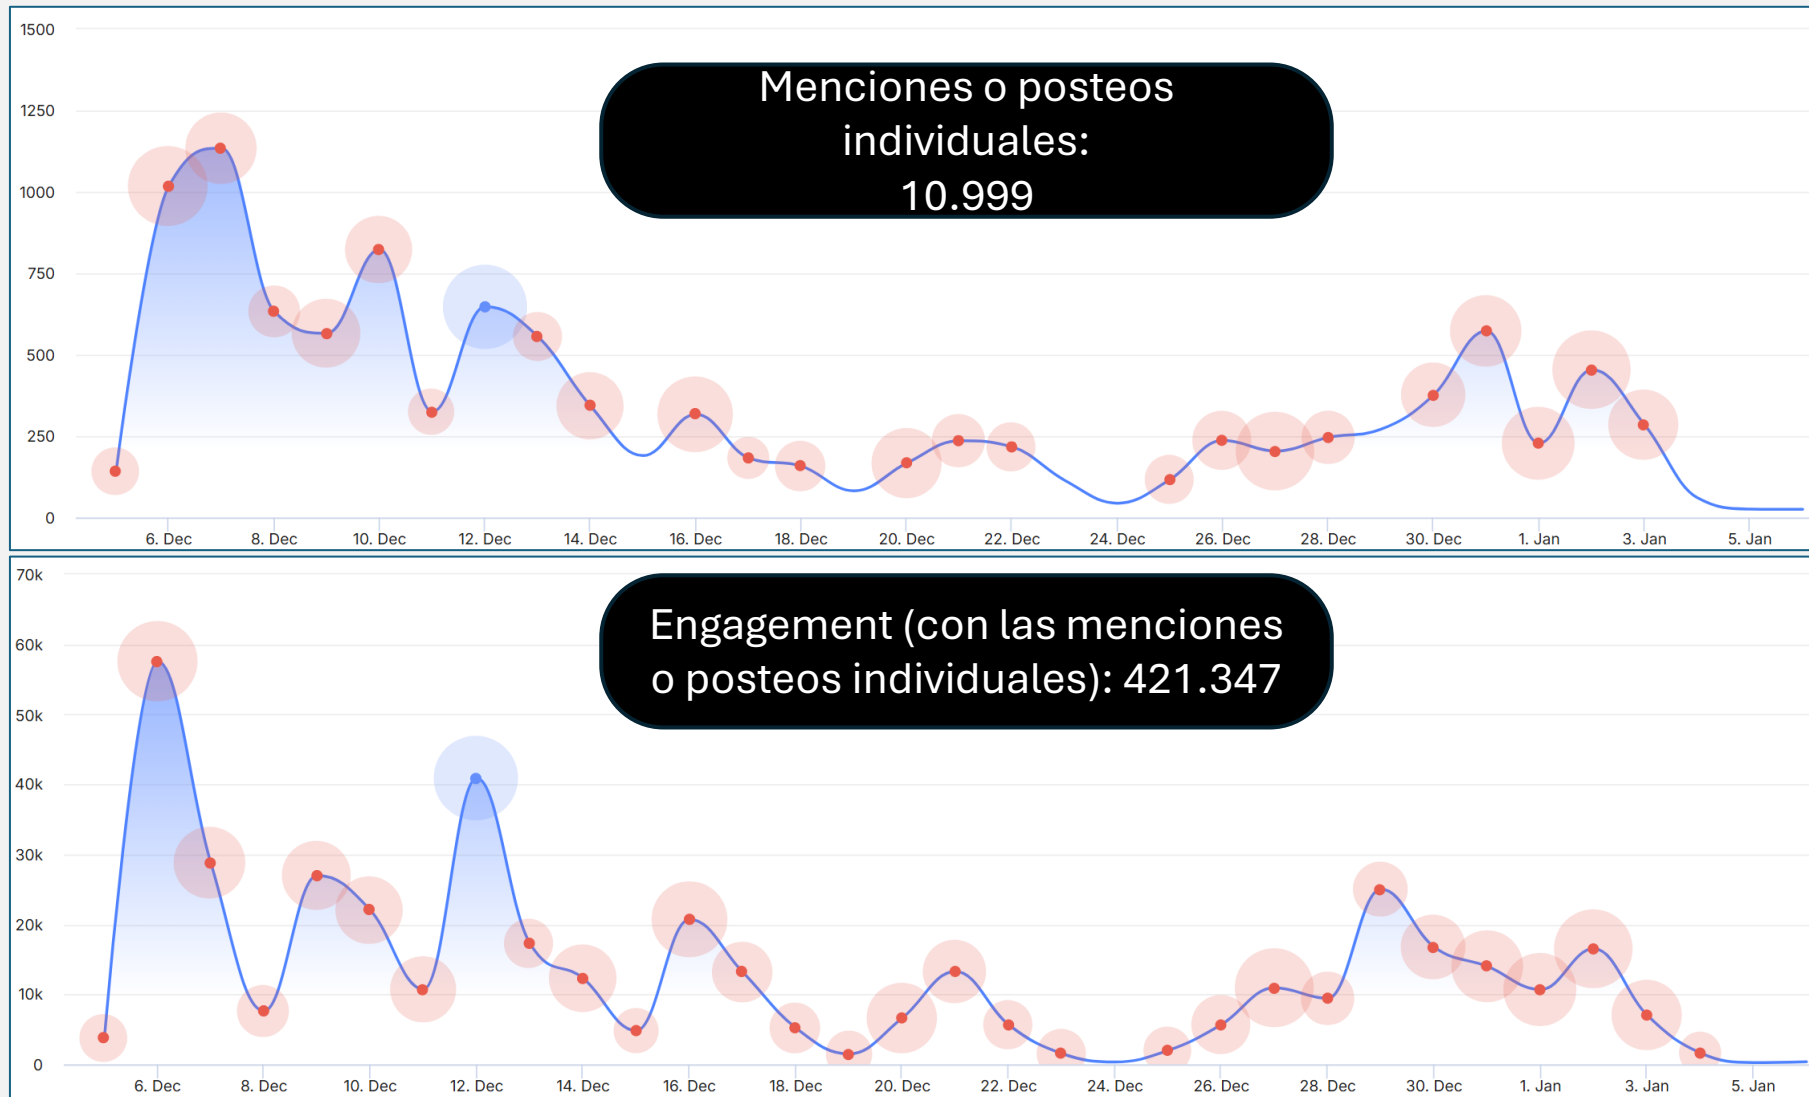 1500
1250
1000
750
500
250
0
Menciones o posteos
individuales:
10.999
6. Dec 8. Dec 10. Dec 12. Dec 14. Dec 16. Dec 18. Dec 20. Dec 22. Dec 24. Dec 26. Dec 28. Dec 30. Dec 1. Jan 3. Jan 5. Jan
70k
60k
50k
40k
30k
20k
10k
0
Engagement (con las menciones
o posteos individuales): 421.347
6. Dec 8. Dec 10. Dec 12. Dec 14. Dec 16. Dec 18. Dec 20. Dec 22. Dec 24. Dec 26. Dec 28. Dec 30. Dec 1. Jan 3. Jan 5. Jan